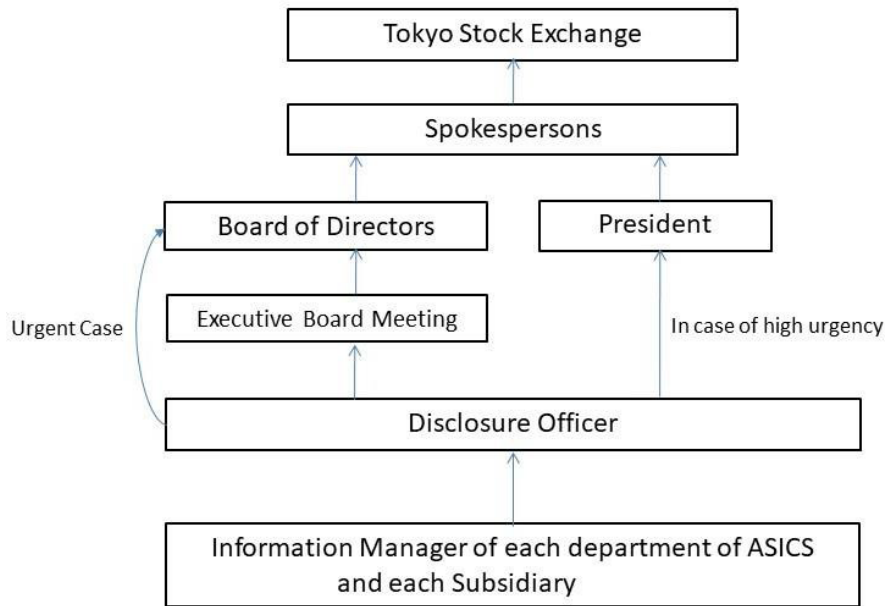 Tokyo Stock Exchange
Spokespersons
Board of Directors
President
Executive Board Meeting
Urgent Case
In case of high urgency
Disclosure Officer
Information Manager of each department of ASICS
and each Subsidiary